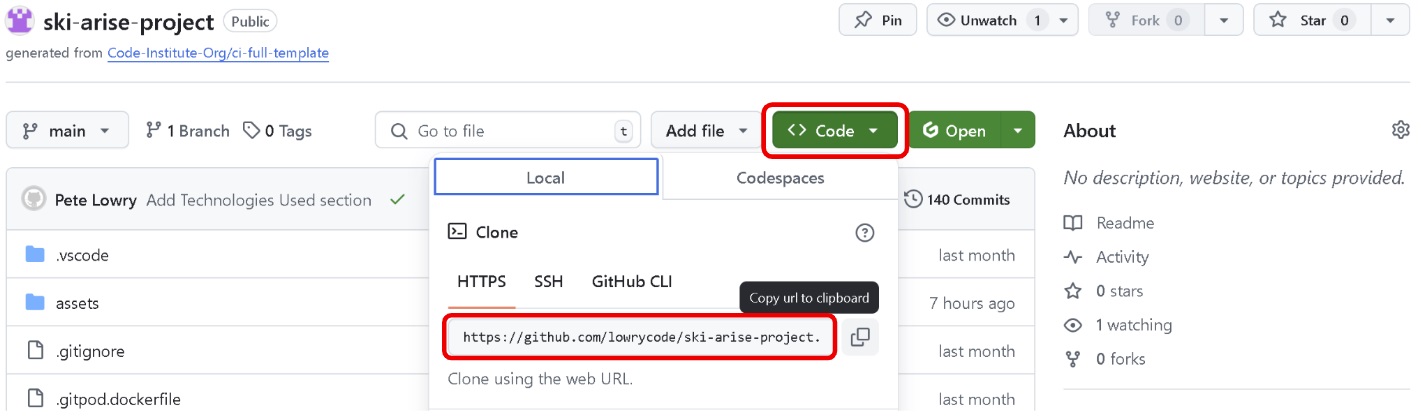 ski-arise-project Public Pin Unwatch 1 Fork 0 Star 0
generated from Code-Institute-Org/ci-full-template
main 1 Branch 0 Tags Go to file t Add file Code Open About
Local Codespaces No description, website, or topics provided.
Pete Lowry Add Technologies Used section 140 Commits
Clone Readme
.vscode last month Activity
HTTPS SSH GitHub CLI 0 stars
Copy url to clipboard
assets 7 hours ago
1 watching
https://github.com/lowrycode/ski-arise-project.
.gitignore last month 0 forks
Clone using the web URL.
.gitpod.dockerfile last month